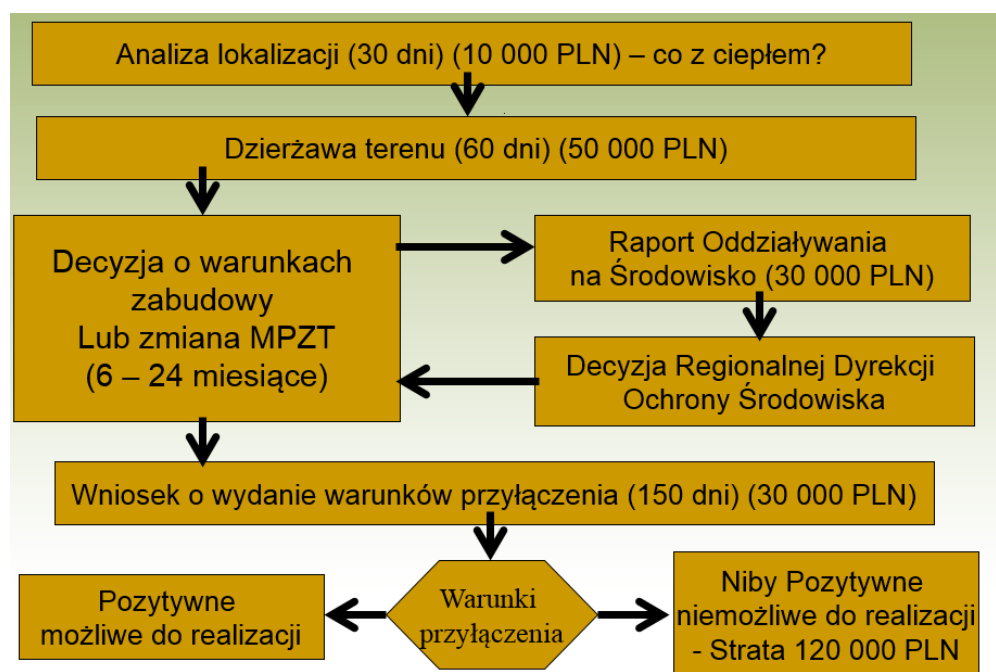 Analiza lokalizacji (30 dni) (10 000 PLN) – co z ciepłem?
Dzierżawa terenu (60 dni) (50 000 PLN)
Decyzja o warunkach
zabudowy
Lub zmiana MPZT
(6 – 24 miesiące)
Raport Oddziaływania
na Środowisko (30 000 PLN)
Decyzja Regionalnej Dyrekcji
Ochrony Środowiska
Wniosek o wydanie warunków przyłączenia (150 dni) (30 000 PLN)
Pozytywne
możliwe do realizacji
Warunki
przyłączenia
Niby Pozytywne
niemożliwe do realizacji
- Strata 120 000 PLN